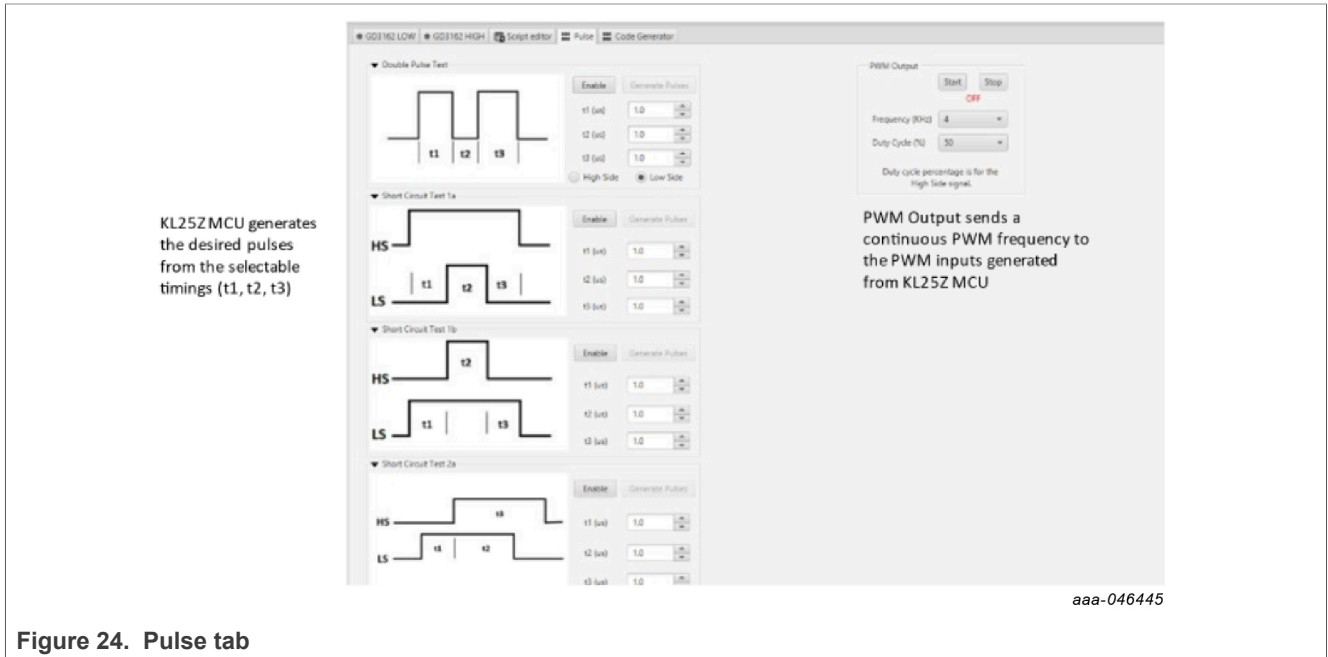 GD3162 LOW GD3162 HIGH Script editor Pulse Code Generator
Double Pulse Test
Enable Generate Pulses
t1 (us) 1.0
t2 (us) 1.0
t3 (us) 1.0
High Side Low Side
t1 t2 t3
Short Circuit Test 1a
Enable Generate Pulses
HS
t1 (us) 1.0
t1 t2 t3
t2 (us) 1.0
LS
t3 (us) 1.0
Short Circuit Test 1b
Enable Generate Pulses
t2
HS
t1 (us) 1.0
t1 t3
t2 (us) 1.0
LS
t3 (us) 1.0
Short Circuit Test 2a
Enable Generate Pulses
t3
HS
t1 (us) 1.0
t1 t2
LS
t2 (us) 1.0
t3 (us) 1.0
KL25Z MCU generates
the desired pulses
from the selectable
timings (t1, t2, t3)
PWM Output
Start Stop
OFF
Frequency (KHz) 4
Duty Cycle (%) 50
Duty cycle percentage is for the
High Side signal.
PWM Output sends a
continuous PWM frequency to
the PWM inputs generated
from KL25Z MCU
aaa-046445
Figure 24. Pulse tab